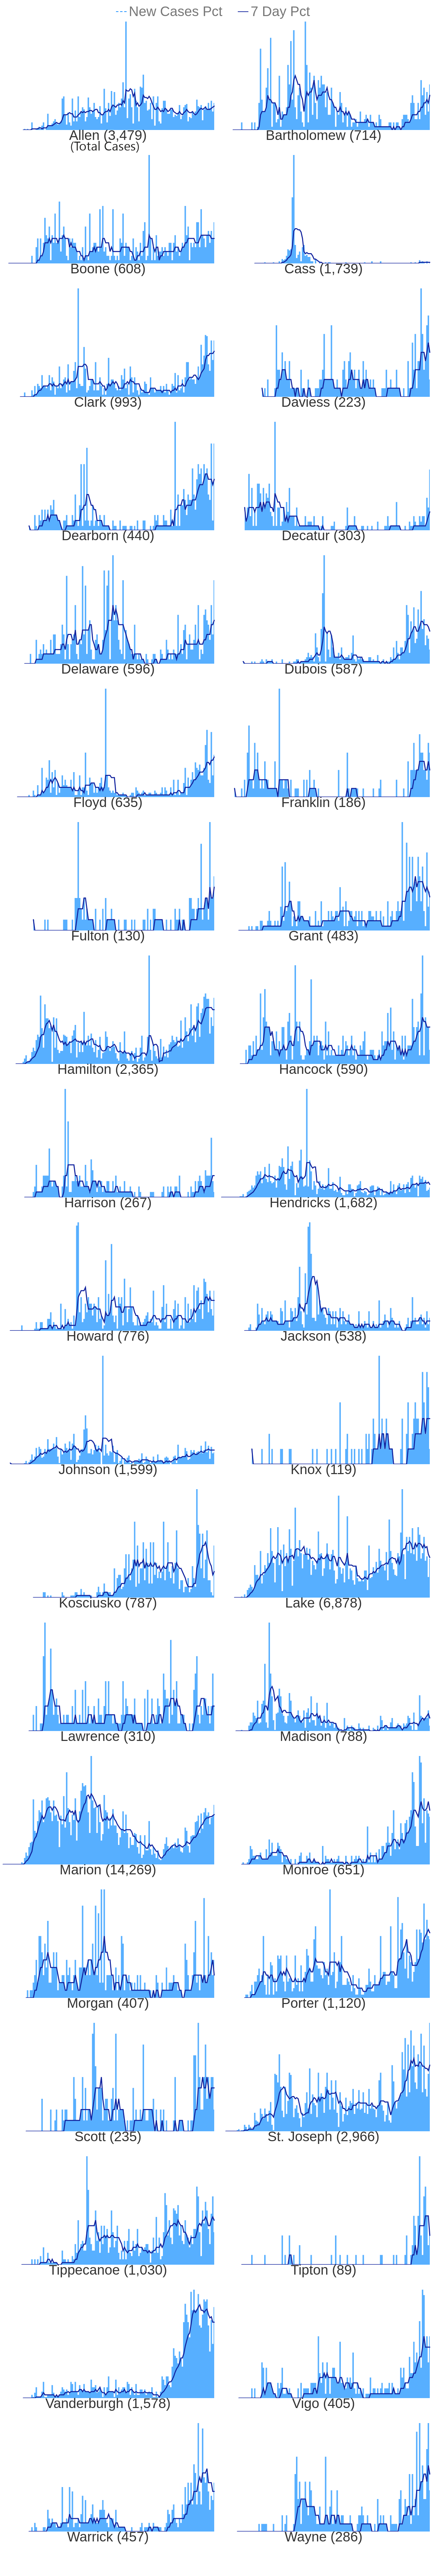 New Cases Pct 7 Day Pct
Allen (3,479) Bartholomew (714)
(Total Cases)
Boone (608) Cass (1,739)
Clark (993) Daviess (223)
Dearborn (440) Decatur (303)
Delaware (596) Dubois (587)
Floyd (635) Franklin (186)
Fulton (130) Grant (483)
Hamilton (2,365) Hancock (590)
Harrison (267) Hendricks (1,682)
Howard (776) Jackson (538)
Johnson (1,599) Knox (119)
Kosciusko (787) Lake (6,878)
Lawrence (310) Madison (788)
Marion (14,269) Monroe (651)
Morgan (407) Porter (1,120)
Scott (235) St. Joseph (2,966)
Tippecanoe (1,030) Tipton (89)
Vanderburgh (1,578) Vigo (405)
Warrick (457) Wayne (286)